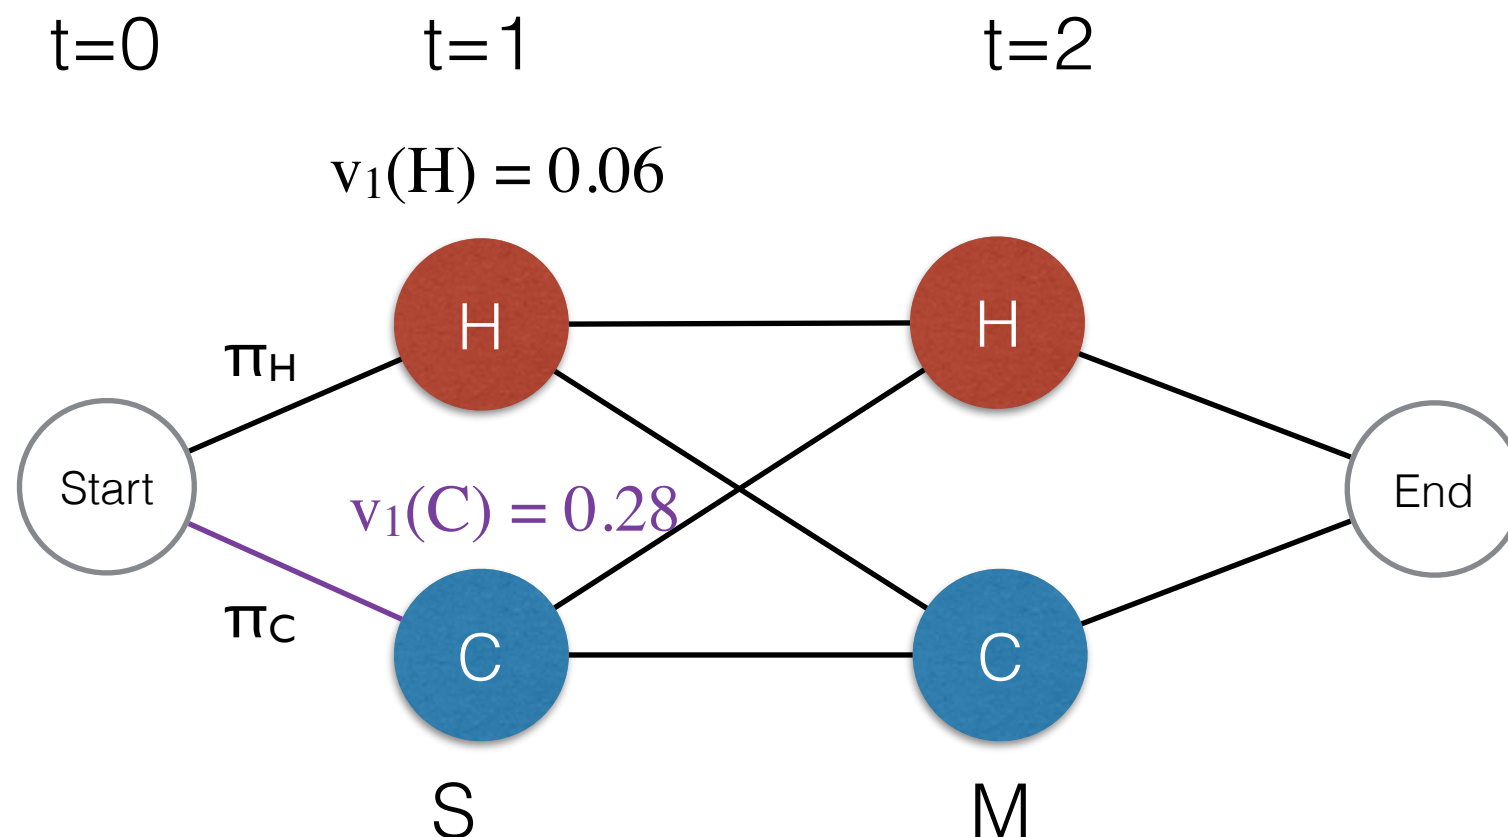 t=0 t=1 t=2
v₁(H) = 0.06
H H
πH
Start v₁(C) = 0.28 End
πC
C C
S M